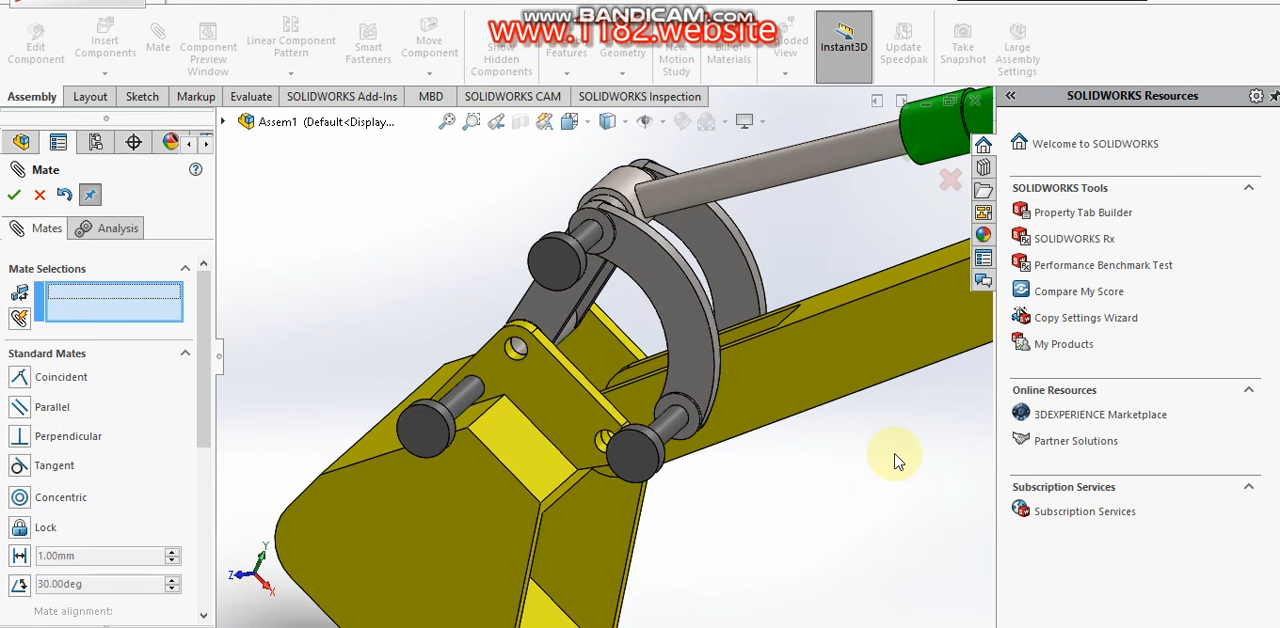 www.BANDICAM.com
www.1182.website
Edit Component
Insert Components
Mate
Component Preview Window
Linear Component Pattern
Smart Fasteners
Move Component
Show Hidden Components
Features
Geometry
New Motion Study
Bill of Materials
Exploded View
Instant3D
Update Speedpak
Take Snapshot
Large Assembly Settings
Assembly
Layout
Sketch
Markup
Evaluate
SOLIDWORKS Add-Ins
MBD
SOLIDWORKS CAM
SOLIDWORKS Inspection
Assem1 (Default<Display...
Mate
Mates
Analysis
Mate Selections
Standard Mates
Coincident
Parallel
Perpendicular
Tangent
Concentric
Lock
1.00mm
30.00deg
Mate alignment:
Y
Z
X
SOLIDWORKS Resources
Welcome to SOLIDWORKS
SOLIDWORKS Tools
Property Tab Builder
SOLIDWORKS Rx
Performance Benchmark Test
Compare My Score
Copy Settings Wizard
My Products
Online Resources
3DEXPERIENCE Marketplace
Partner Solutions
Subscription Services
Subscription Services